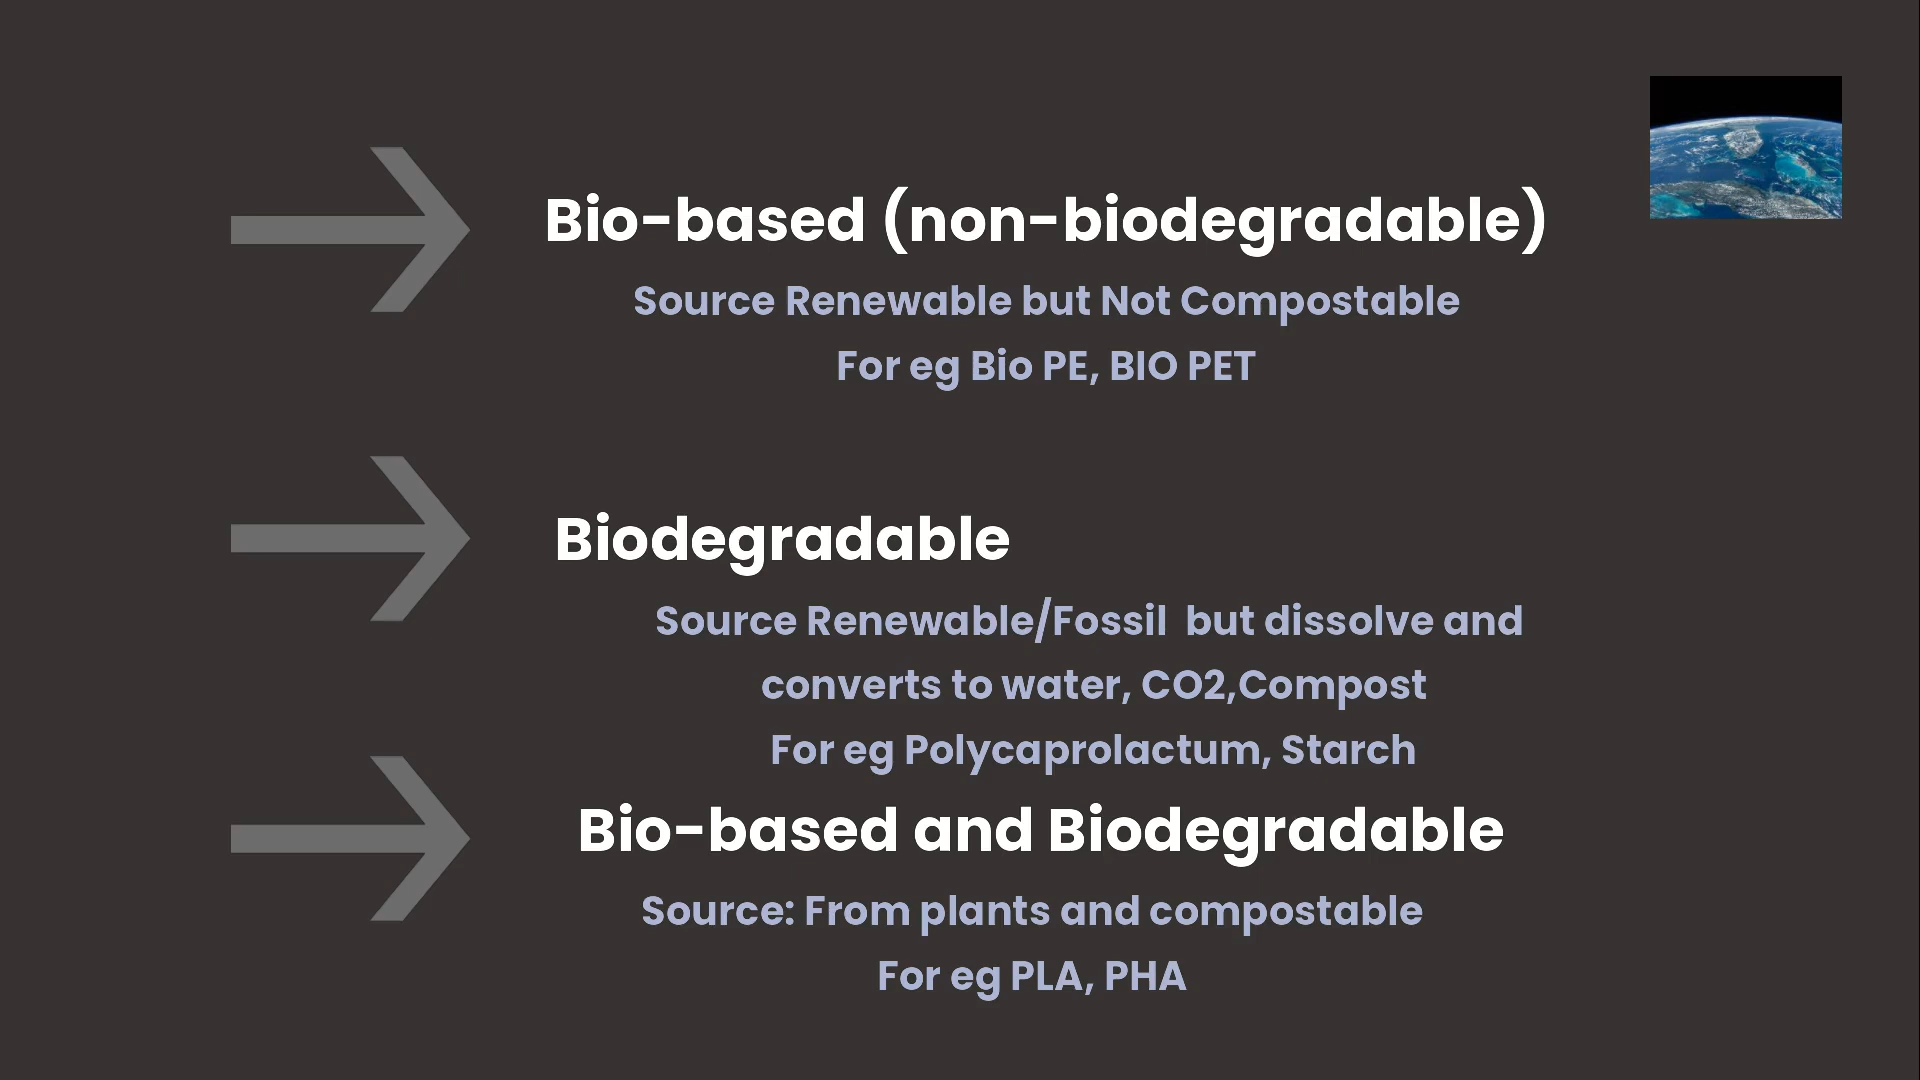 Bio-based (non-biodegradable)
Source Renewable but Not Compostable
For eg Bio PE, BIO PET
Biodegradable
Source Renewable/Fossil  but dissolve and
converts to water, CO2,Compost
For eg Polycaprolactum, Starch
Bio-based and Biodegradable
Source: From plants and compostable
For eg PLA, PHA